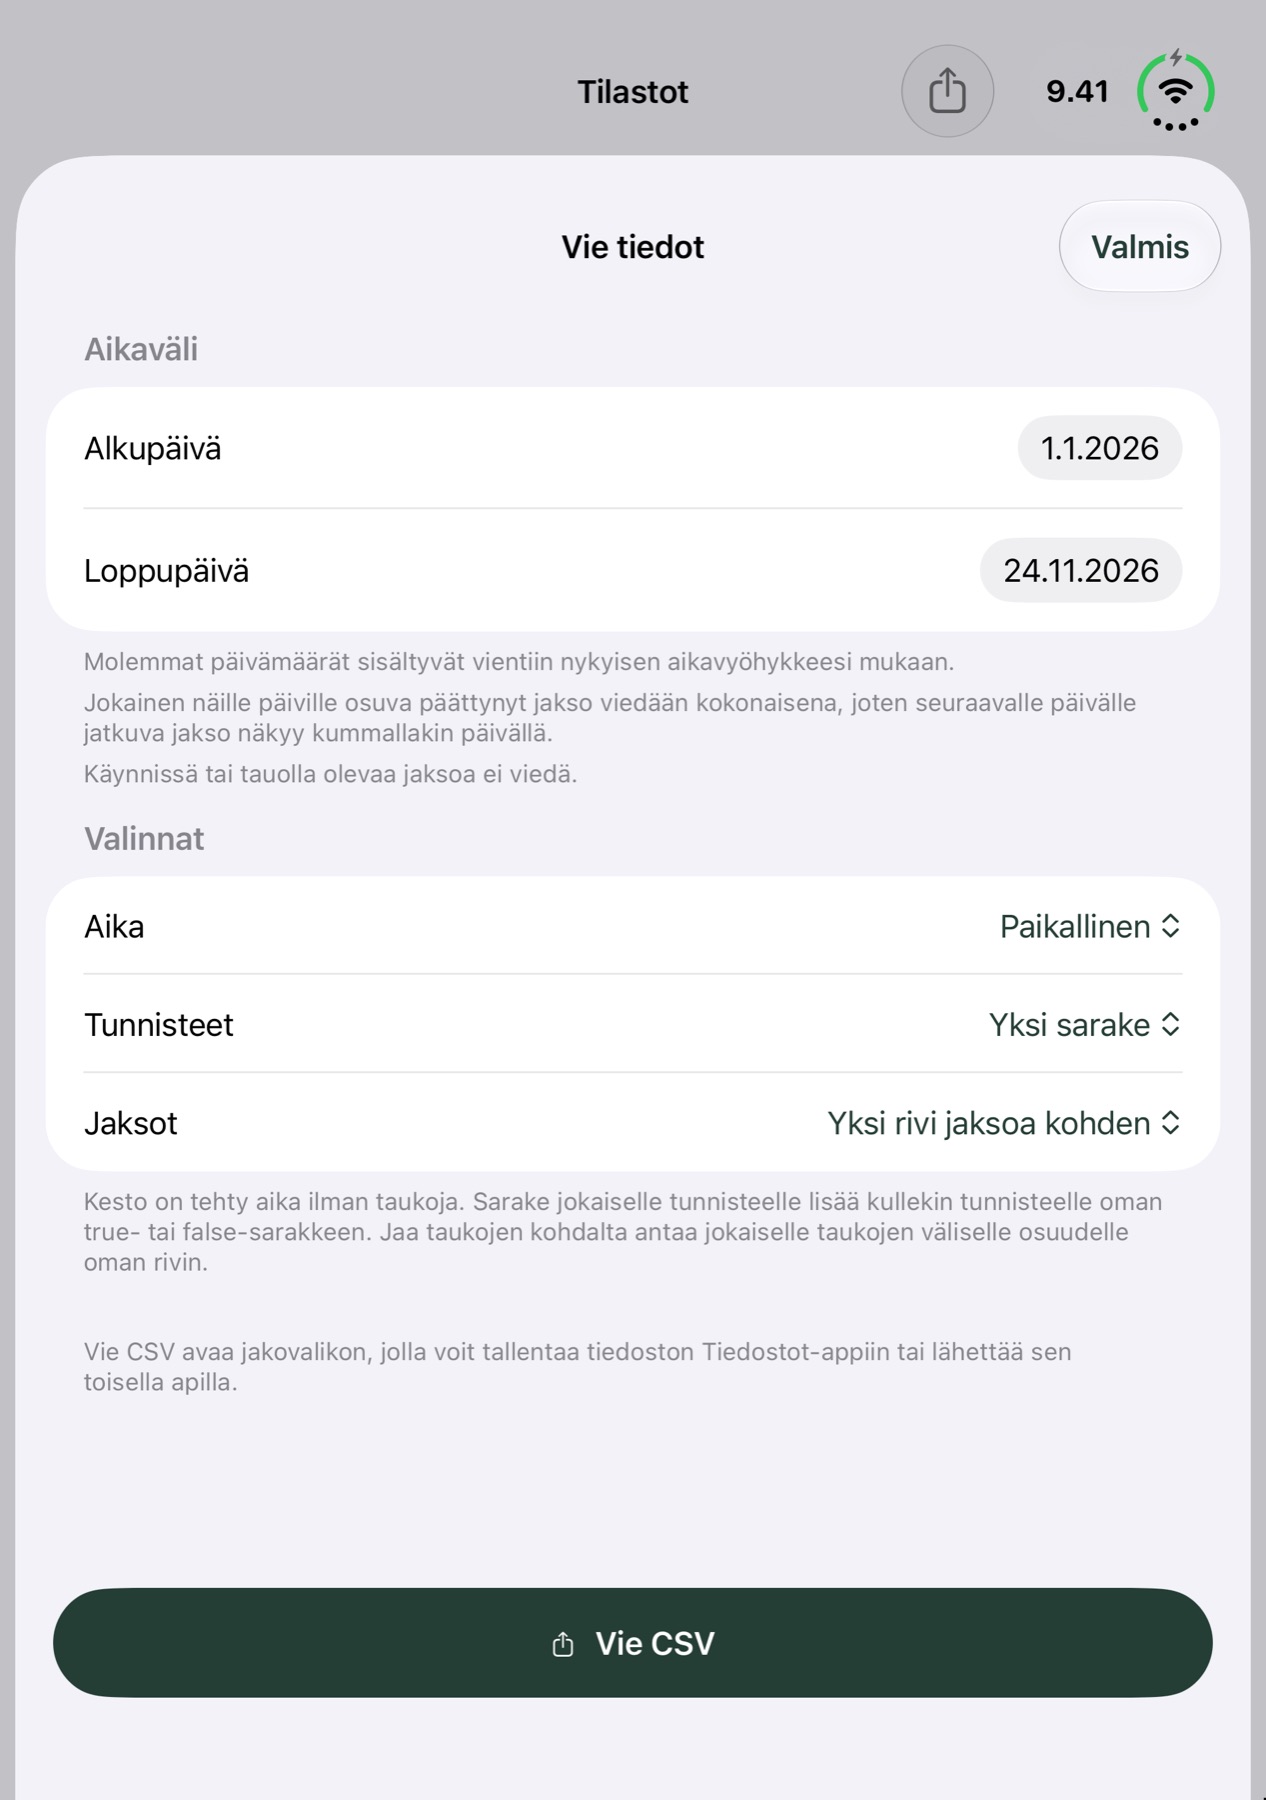 Tilastot
9.41
Vie tiedot
Valmis
Aikaväli
Alkupäivä
1.1.2026
Loppupäivä
24.11.2026
Molemmat päivämäärät sisältyvät vientiin nykyisen aikavyöhykkeesi mukaan.
Jokainen näille päiville osuva päättynyt jakso viedään kokonaisena, joten seuraavalle päivälle
jatkuva jakso näkyy kummallakin päivällä.
Käynnissä tai tauolla olevaa jaksoa ei viedä.
Valinnat
Aika
Paikallinen
Tunnisteet
Yksi sarake
Jaksot
Yksi rivi jaksoa kohden
Kesto on tehty aika ilman taukoja. Sarake jokaiselle tunnisteelle lisää kullekin tunnisteelle oman
true- tai false-sarakkeen. Jaa taukojen kohdalta antaa jokaiselle taukojen väliselle osuudelle
oman rivin.
Vie CSV avaa jakovalikon, jolla voit tallentaa tiedoston Tiedostot-appiin tai lähettää sen
toisella apilla.
Vie CSV